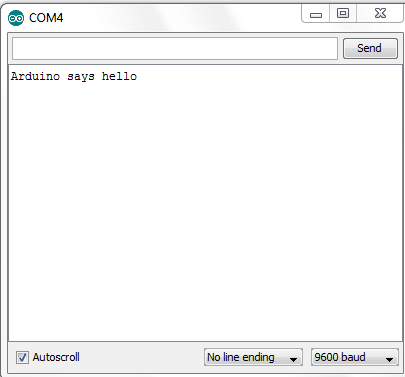 COM4
Send
Arduino says hello
Autoscroll
No line ending
9600 baud